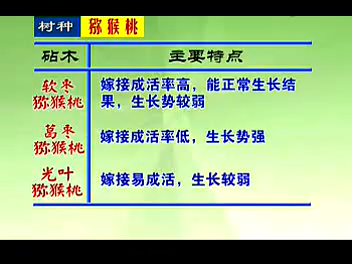 树种 猕猴桃
砧木 主要特点
软枣
猕猴桃
嫁接成活率高，能正常生长结
果，生长势较弱
葛枣
猕猴桃
嫁接成活率低，生长势强
光叶
猕猴桃
嫁接易成活，生长较弱